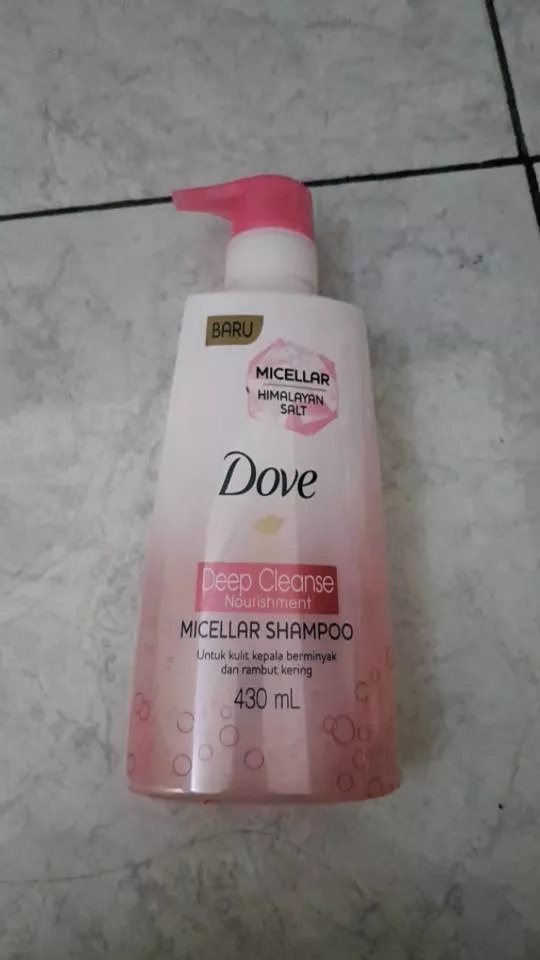 BARU
MICELLAR
HIMALAYAN
SALT
Dove
Deep Cleanse
Nourishment
MICELLAR SHAMPOO
Untuk kulit kepala berminyak
dan rambut kering
430 mL